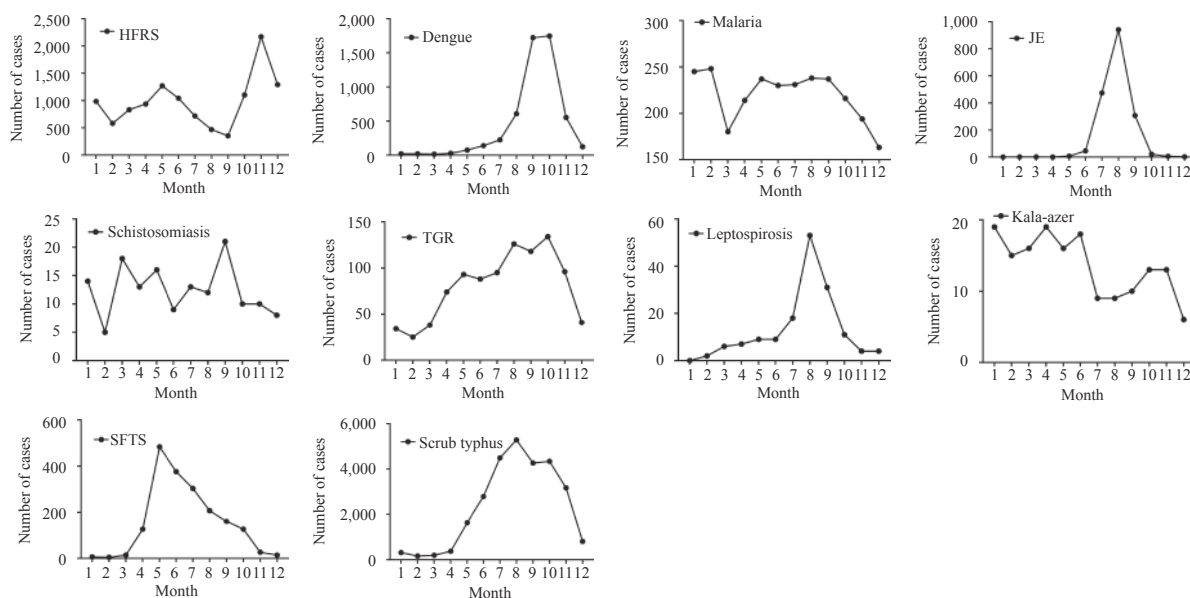 Number of cases
2,500
2,000
1,500
1,000
500
0
HFRS
1 2 3 4 5 6 7 8 9 10 11 12
Month
Number of cases
2,000
1,500
1,000
500
0
Dengue
1 2 3 4 5 6 7 8 9 10 11 12
Month
Number of cases
300
250
200
150
Malaria
1 2 3 4 5 6 7 8 9 10 11 12
Month
Number of cases
1,000
800
600
400
200
0
JE
1 2 3 4 5 6 7 8 9 10 11 12
Month
Number of cases
25
20
15
10
5
0
Schistosomiasis
1 2 3 4 5 6 7 8 9 10 11 12
Month
Number of cases
150
100
50
0
TGR
1 2 3 4 5 6 7 8 9 10 11 12
Month
Number of cases
60
40
20
0
Leptospirosis
1 2 3 4 5 6 7 8 9 10 11 12
Month
Number of cases
20
10
0
Kala-azer
1 2 3 4 5 6 7 8 9 10 11 12
Month
Number of cases
600
400
200
0
SFTS
1 2 3 4 5 6 7 8 9 10 11 12
Month
Number of cases
6,000
4,000
2,000
0
Scrub typhus
1 2 3 4 5 6 7 8 9 10 11 12
Month